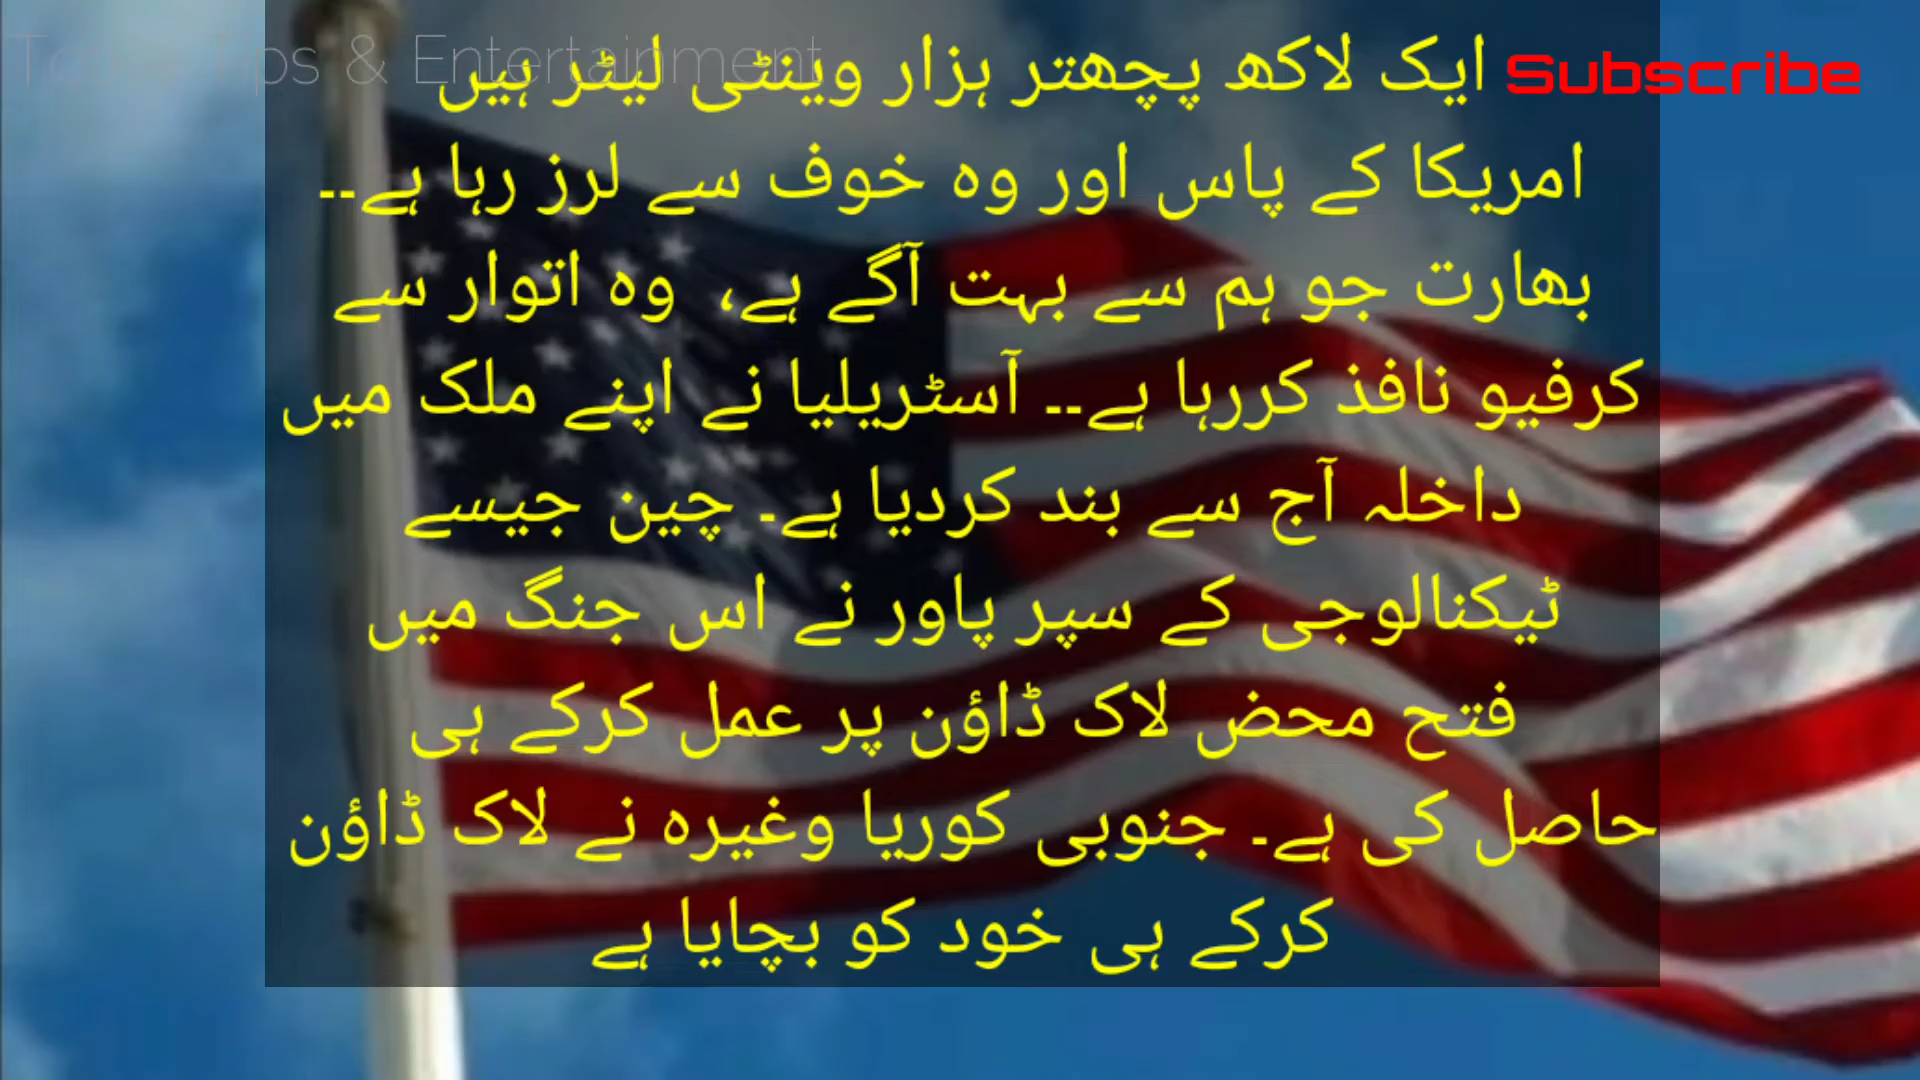 ایک لاکھ پچھتر ہزار وینٹی لیٹر ہیں
Subscribe
Tips & Entertainment
امریکا کے پاس اور وہ خوف سے لرز رہا ہے۔۔
بھارت جو ہم سے بہت آگے ہے، وہ اتوار سے
کرفیو نافذ کررہا ہے۔۔ آسٹریلیا نے اپنے ملک میں
داخلہ آج سے بند کردیا ہے۔ چین جیسے
ٹیکنالوجی کے سپر پاور نے اس جنگ میں
فتح محض لاک ڈاؤن پر عمل کرکے ہی
حاصل کی ہے۔ جنوبی کوریا وغیرہ نے لاک ڈاؤن
کرکے ہی خود کو بچایا ہے